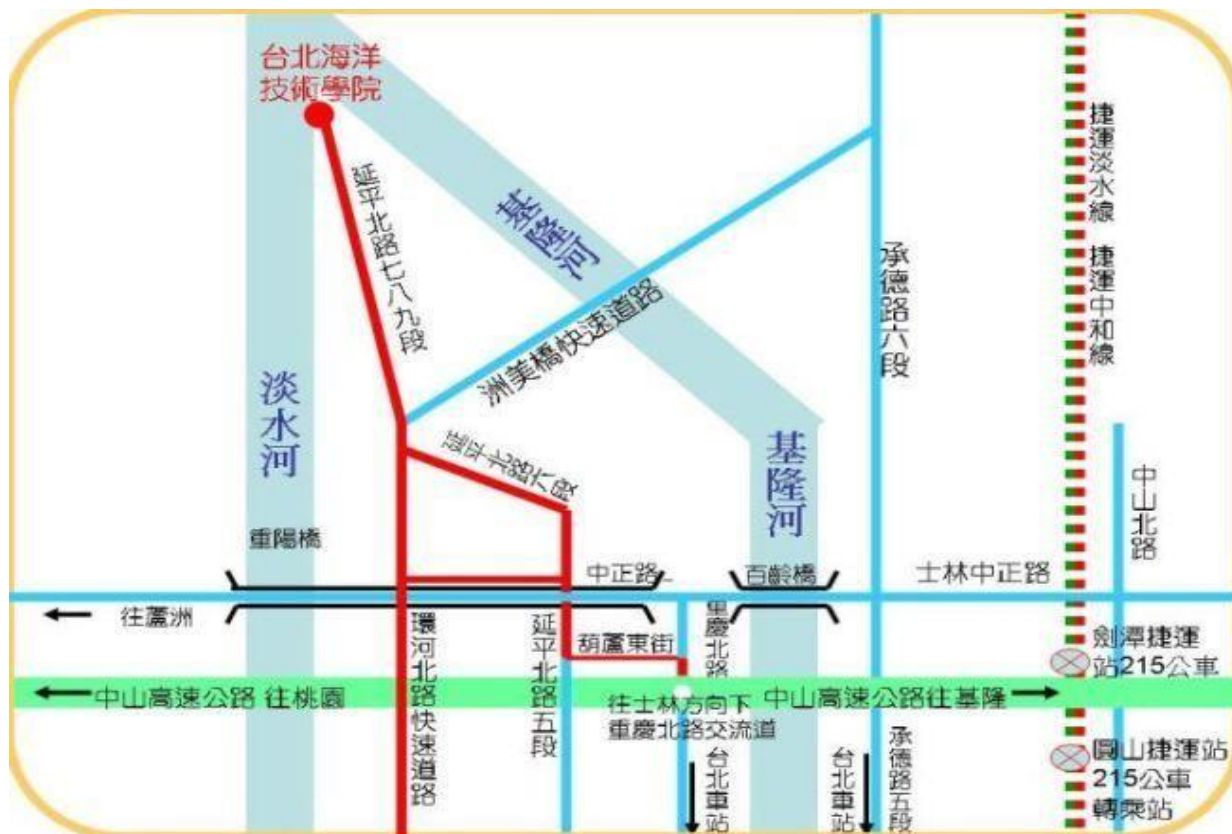 台北海洋
技術學院
延平北路七八九段
基隆河
洲美橋快速道路
承德路六段
捷運淡水線
捷運中和線
淡水河
延平北路六段
基隆河
中山北路
重陽橋
中正路
百齡橋
士林中正路
往蘆洲
環河北路快速道路
延平北路五段
葫蘆東街
重慶北路
劍潭捷運
站215公車
中山高速公路 往桃園
往士林方向下
重慶北路交流道
中山高速公路往基隆
台北車站
台北車站
承德路五段
圓山捷運站
215公車
轉乘站